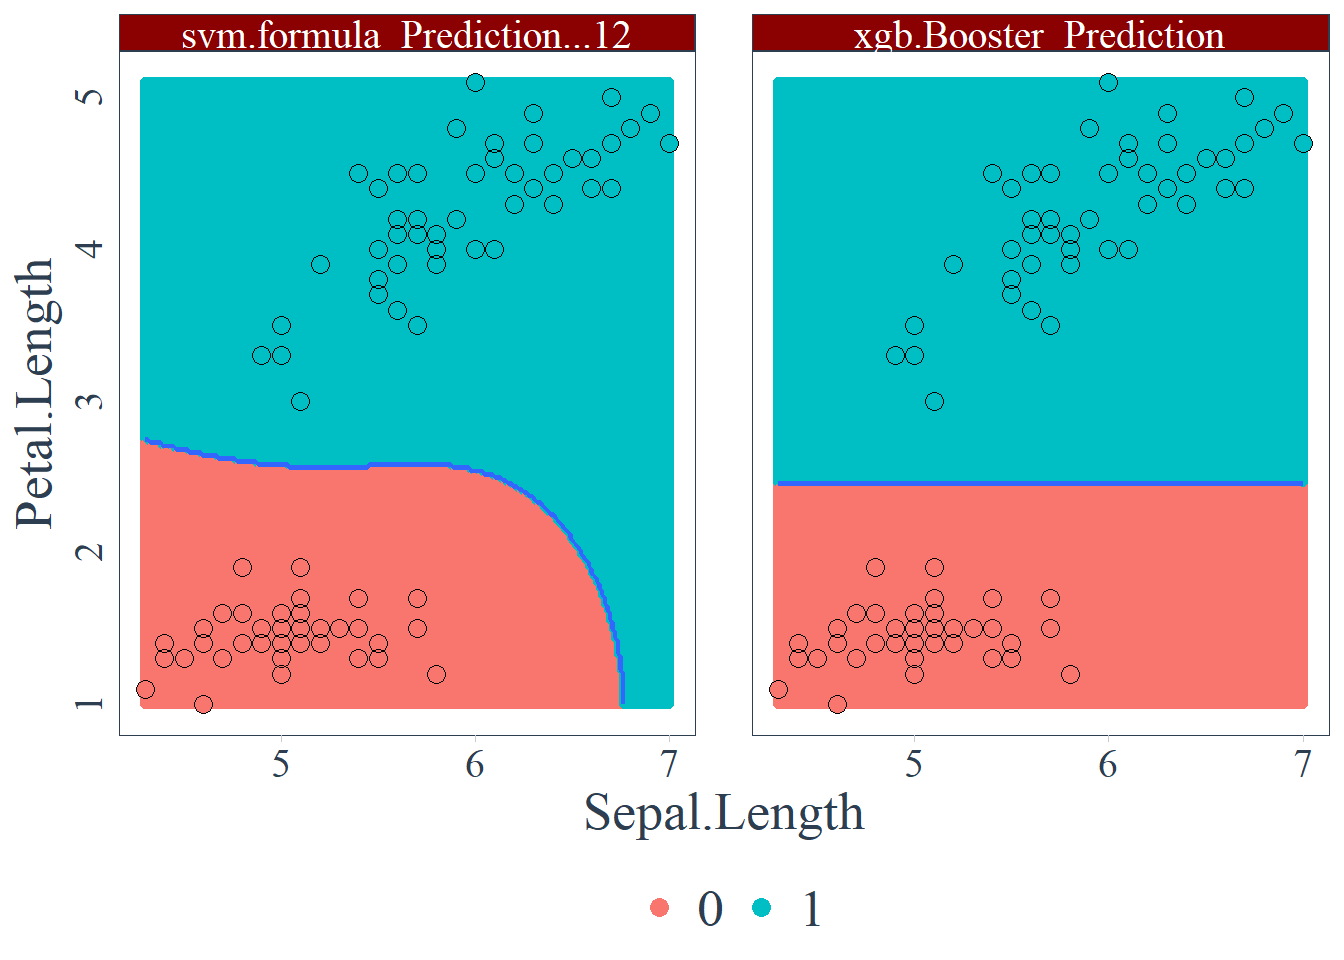 svm.formula Prediction...12
xgb.Booster Prediction
Petal.Length
5
4
3
2
1
5 6 7
5 6 7
Sepal.Length
0 1